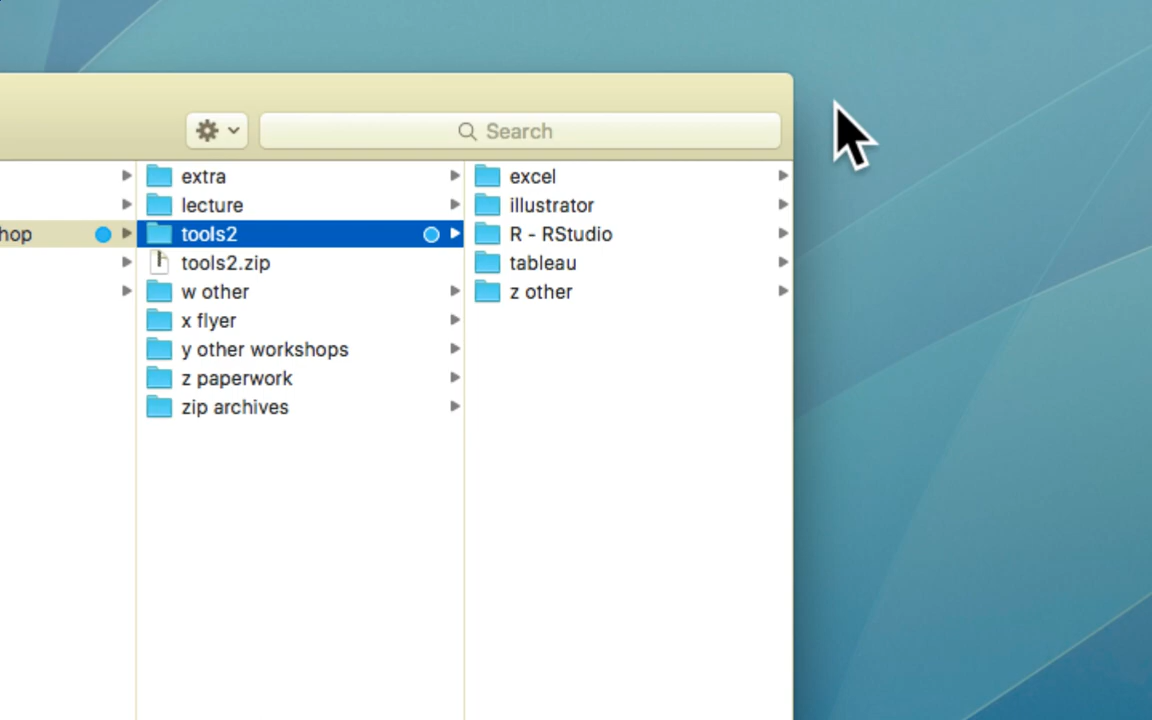 Search
hop
extra
lecture
tools2
tools2.zip
w other
x flyer
y other workshops
z paperwork
zip archives
excel
illustrator
R - RStudio
tableau
z other